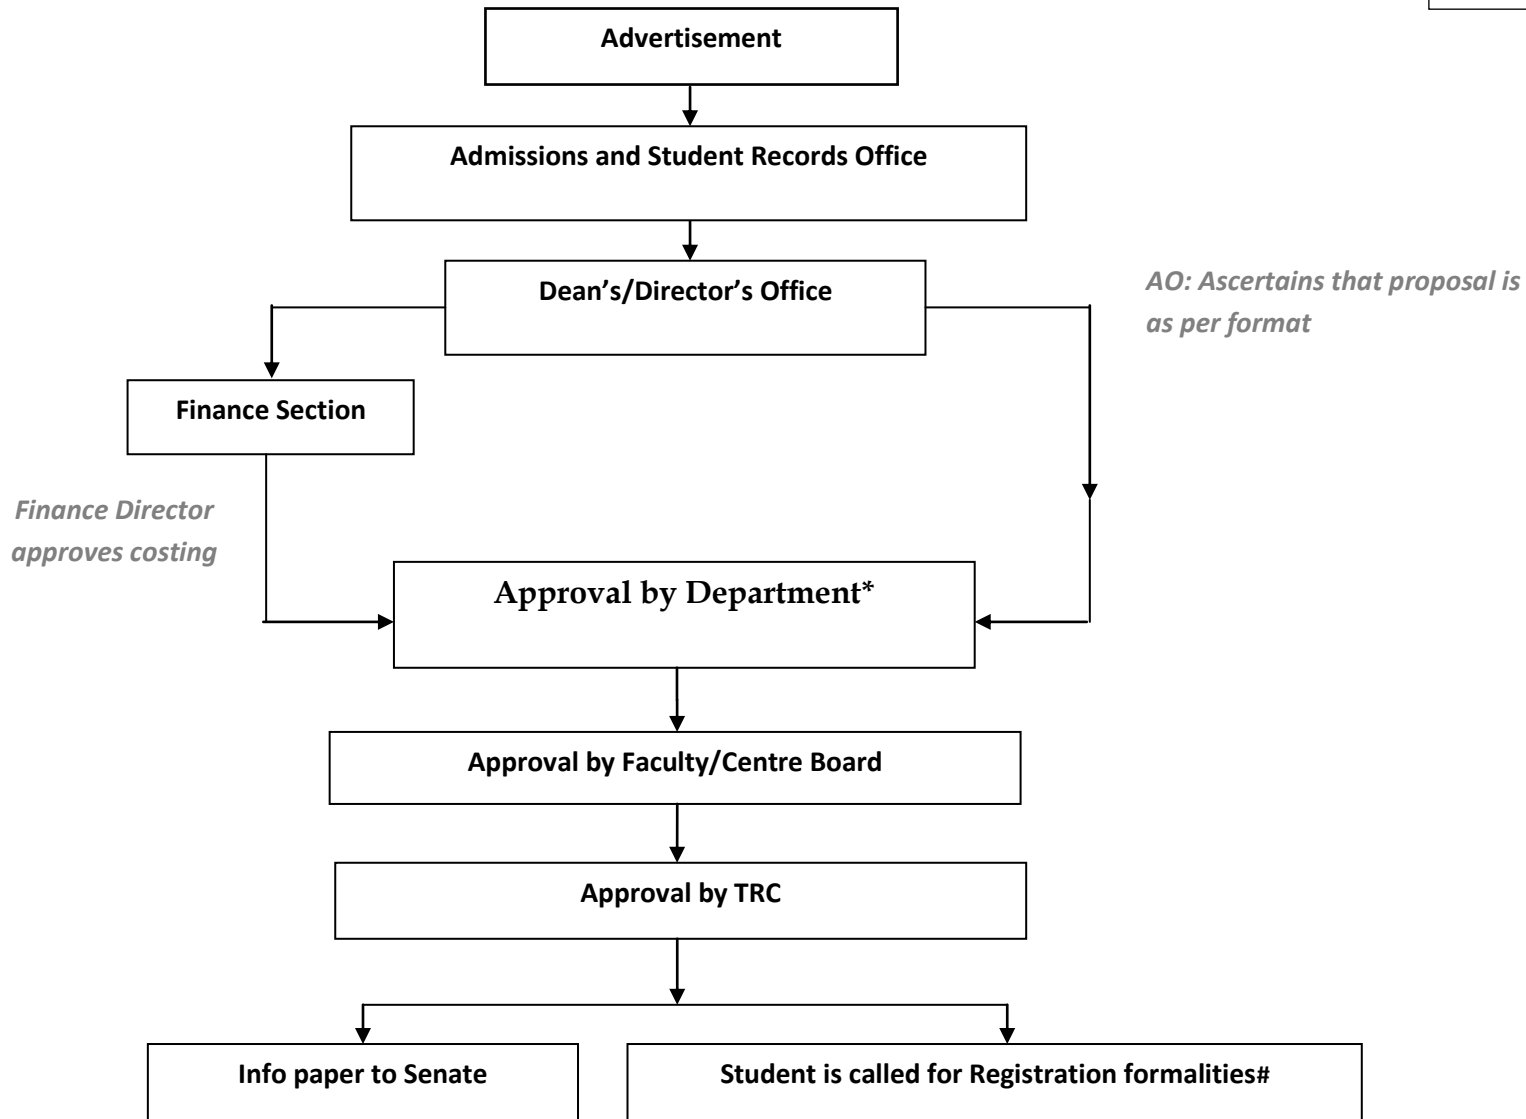 Advertisement
Admissions and Student Records Office
Dean’s/Director’s Office
AO: Ascertains that proposal is
as per format
Finance Section
Finance Director
approves costing
Approval by Department*
Approval by Faculty/Centre Board
Approval by TRC
Info paper to Senate
Student is called for Registration formalities#